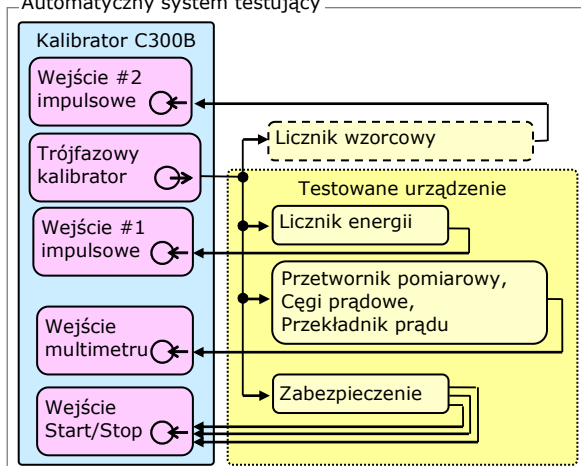 Automatyczny system testujący
Kalibrator C300B
Wejście #2
impulsowe
Trójfazowy
kalibrator
Wejście #1
impulsowe
Wejście
multimetru
Wejście
Start/Stop
Licznik wzorcowy
Testowane urządzenie
Licznik energii
Przetwornik pomiarowy,
Cęgi prądowe,
Przekładnik prądu
Zabezpieczenie